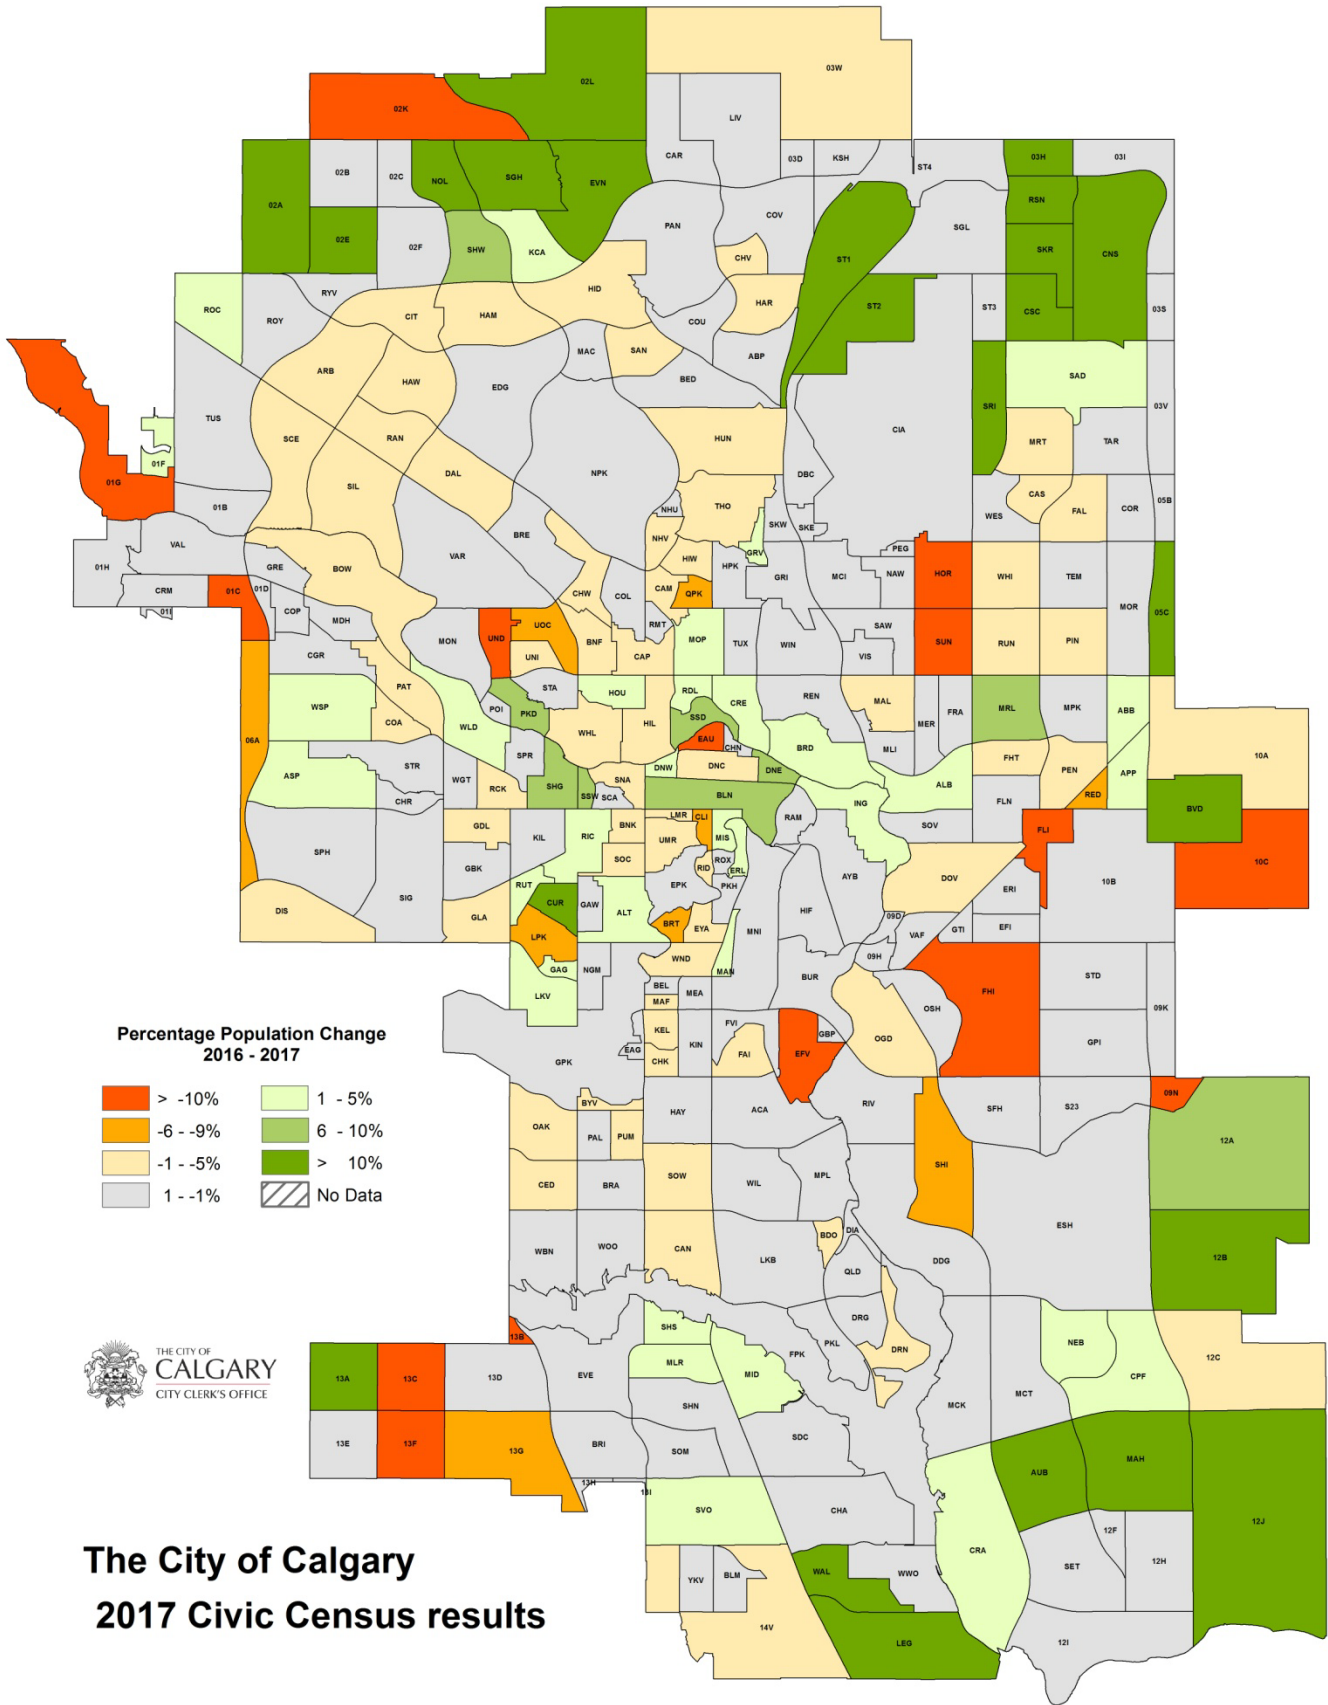 02L
03W
02K
LIV
CAR
03D
KSH
ST4
03H
03I
02B
02C
NOL
SGH
EVN
RSN
02A
PAN
COV
SGL
02E
02F
SHW
KCA
CHV
ST1
SKR
CNS
RYV
HID
HAR
ST2
ST3
CSC
03S
ROC
ROY
CIT
HAM
COU
MAC
SAN
ABP
ARB
HAW
EDG
BED
SAD
SRI
03V
TUS
CIA
SCE
RAN
HUN
MRT
TAR
01F
DAL
NPK
DBC
01G
SIL
CAS
01B
NHU
THO
WES
FAL
COR
05B
SKW
SKE
BRE
NHV
VAL
VAR
HIW
GRV
PEG
01H
GRE
BOW
HPK
GRI
MCI
NAW
HOR
WHI
TEM
CRM
01C
01D
CHW
COL
CAM
QPK
MOR
05C
01I
COP
MDH
RMT
MON
UND
UOC
BNF
MOP
TUX
WIN
SAW
SUN
RUN
PIN
CGR
UNI
CAP
VIS
PAT
STA
HOU
RDL
CRE
REN
MAL
WSP
POI
PKD
SSD
MER
FRA
MRL
MPK
ABB
COA
WLD
WHL
HIL
06A
EAU
CHN
BRD
MLI
10A
STR
SPR
DNW
DNC
DNE
FHT
PEN
APP
ASP
WGT
RCK
SHG
SSW
SNA
SCA
BLN
ALB
RED
CHR
ING
FLN
BVD
GDL
KIL
RIC
BNK
LMR
CLI
MIS
RAM
SOV
FLI
SPH
SOC
UMR
ROX
GBK
RID
ERL
10C
RUT
EPK
PKH
AYB
DOV
ERI
10B
SIG
CUR
GAW
DIS
GLA
ALT
HIF
09D
LPK
BRT
EYA
MNI
VAF
GTI
EFI
GAG
NGM
WND
MAN
BUR
09H
STD
LKV
BEL
MEA
FHI
MAF
OSH
09K
KEL
FVI
GBP
OGD
EAG
KIN
FAI
EFV
GPI
GPK
CHK
Percentage Population Change
2016 - 2017
> -10%
1 - 5%
-6 - -9%
6 - 10%
-1 - -5%
> 10%
1 - -1%
No Data
BYV
09N
OAK
HAY
ACA
RIV
SFH
S23
PAL
PUM
12A
SHI
CED
BRA
SOW
WIL
MPL
12B
ESH
BDO
DIA
WBN
WOO
CAN
LKB
DDG
QLD
13B
SHS
DRG
PKL
NEB
DRN
12C
THE CITY OF
CALGARY
CITY CLERK'S OFFICE
13A
13C
13D
EVE
MLR
MID
FPK
CPF
MCT
SHN
MCK
13E
13F
13G
BRI
SOM
SDC
AUB
MAH
13H
13I
SVO
CHA
12J
12F
CRA
SET
12H
The City of Calgary
2017 Civic Census results
YKV
BLM
WAL
WWO
14V
LEG
12I